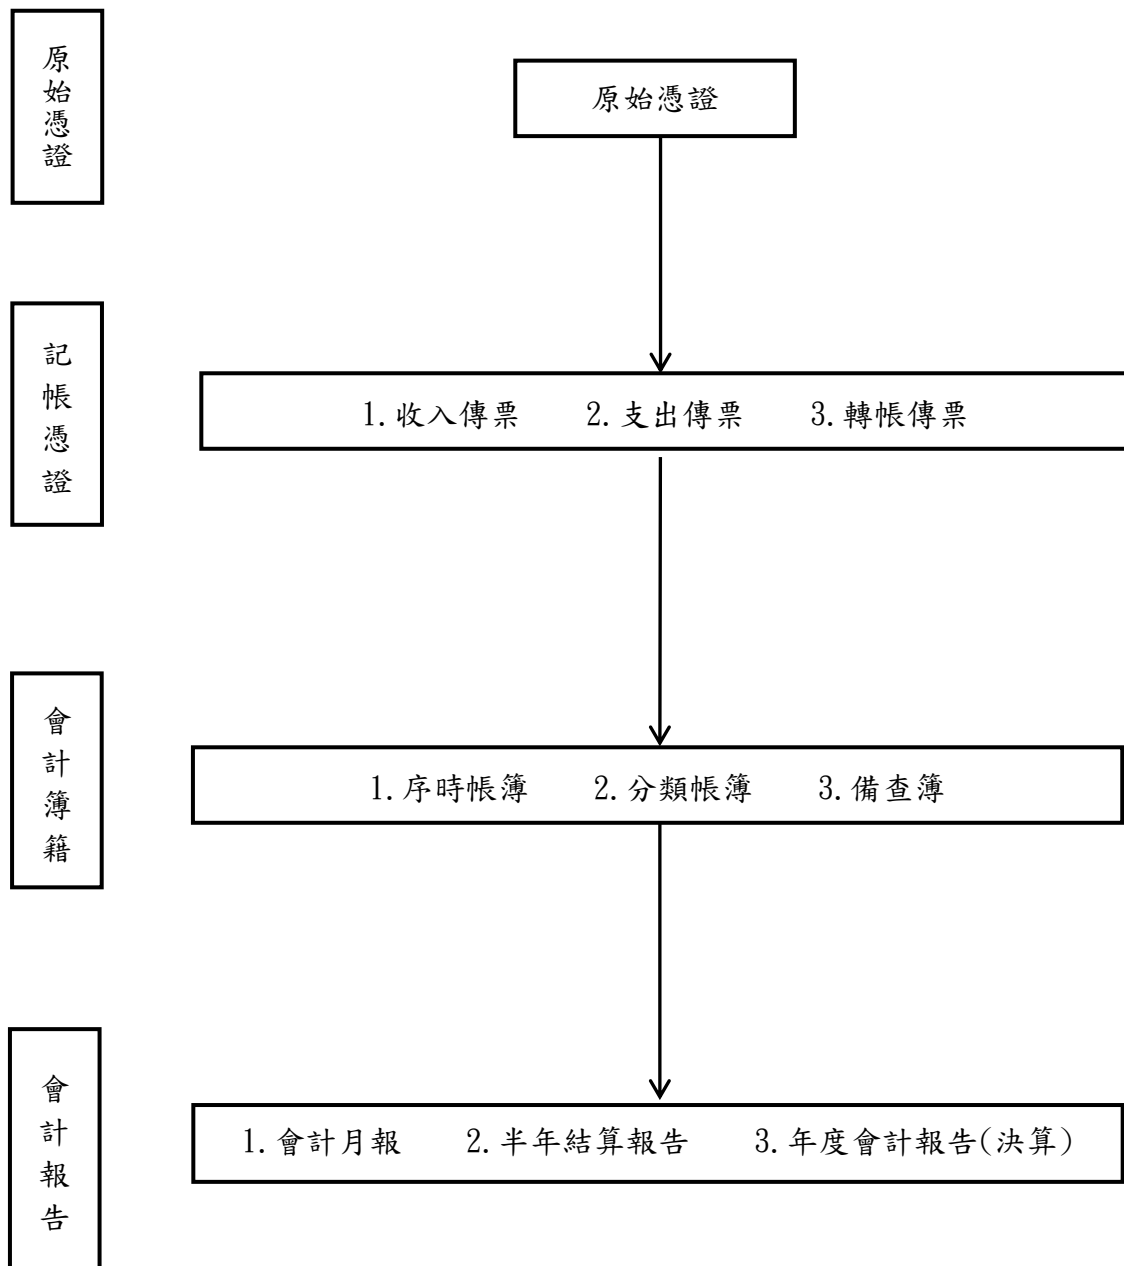 原始憑證
原始憑證
記帳憑證
1.收入傳票 2.支出傳票 3.轉帳傳票
會計簿籍
1.序時帳簿 2.分類帳簿 3.備查簿
會計報告
1.會計月報 2.半年結算報告 3.年度會計報告(決算)